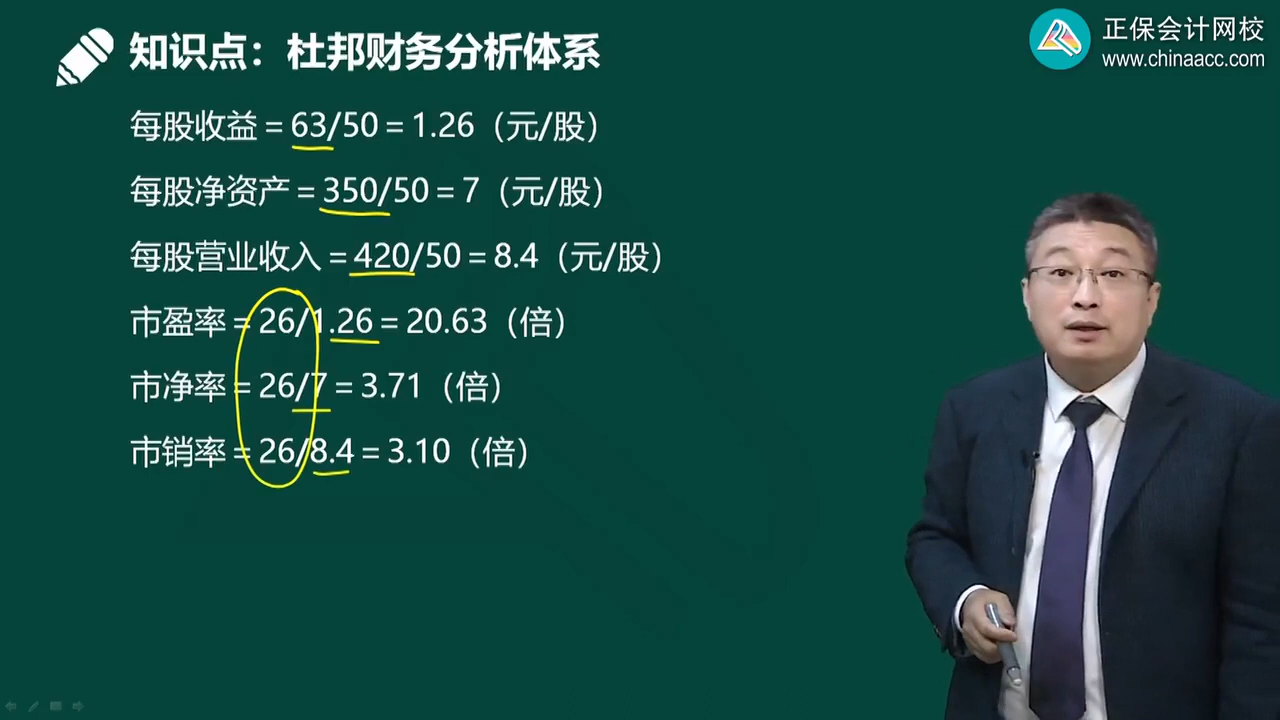 知识点：杜邦财务分析体系
正保会计网校
www.chinaacc.com
每股收益＝63/50＝1.26（元/股）
每股净资产＝350/50＝7（元/股）
每股营业收入＝420/50＝8.4（元/股）
市盈率＝26/1.26＝20.63（倍）
市净率＝26/7＝3.71（倍）
市销率＝26/8.4＝3.10（倍）